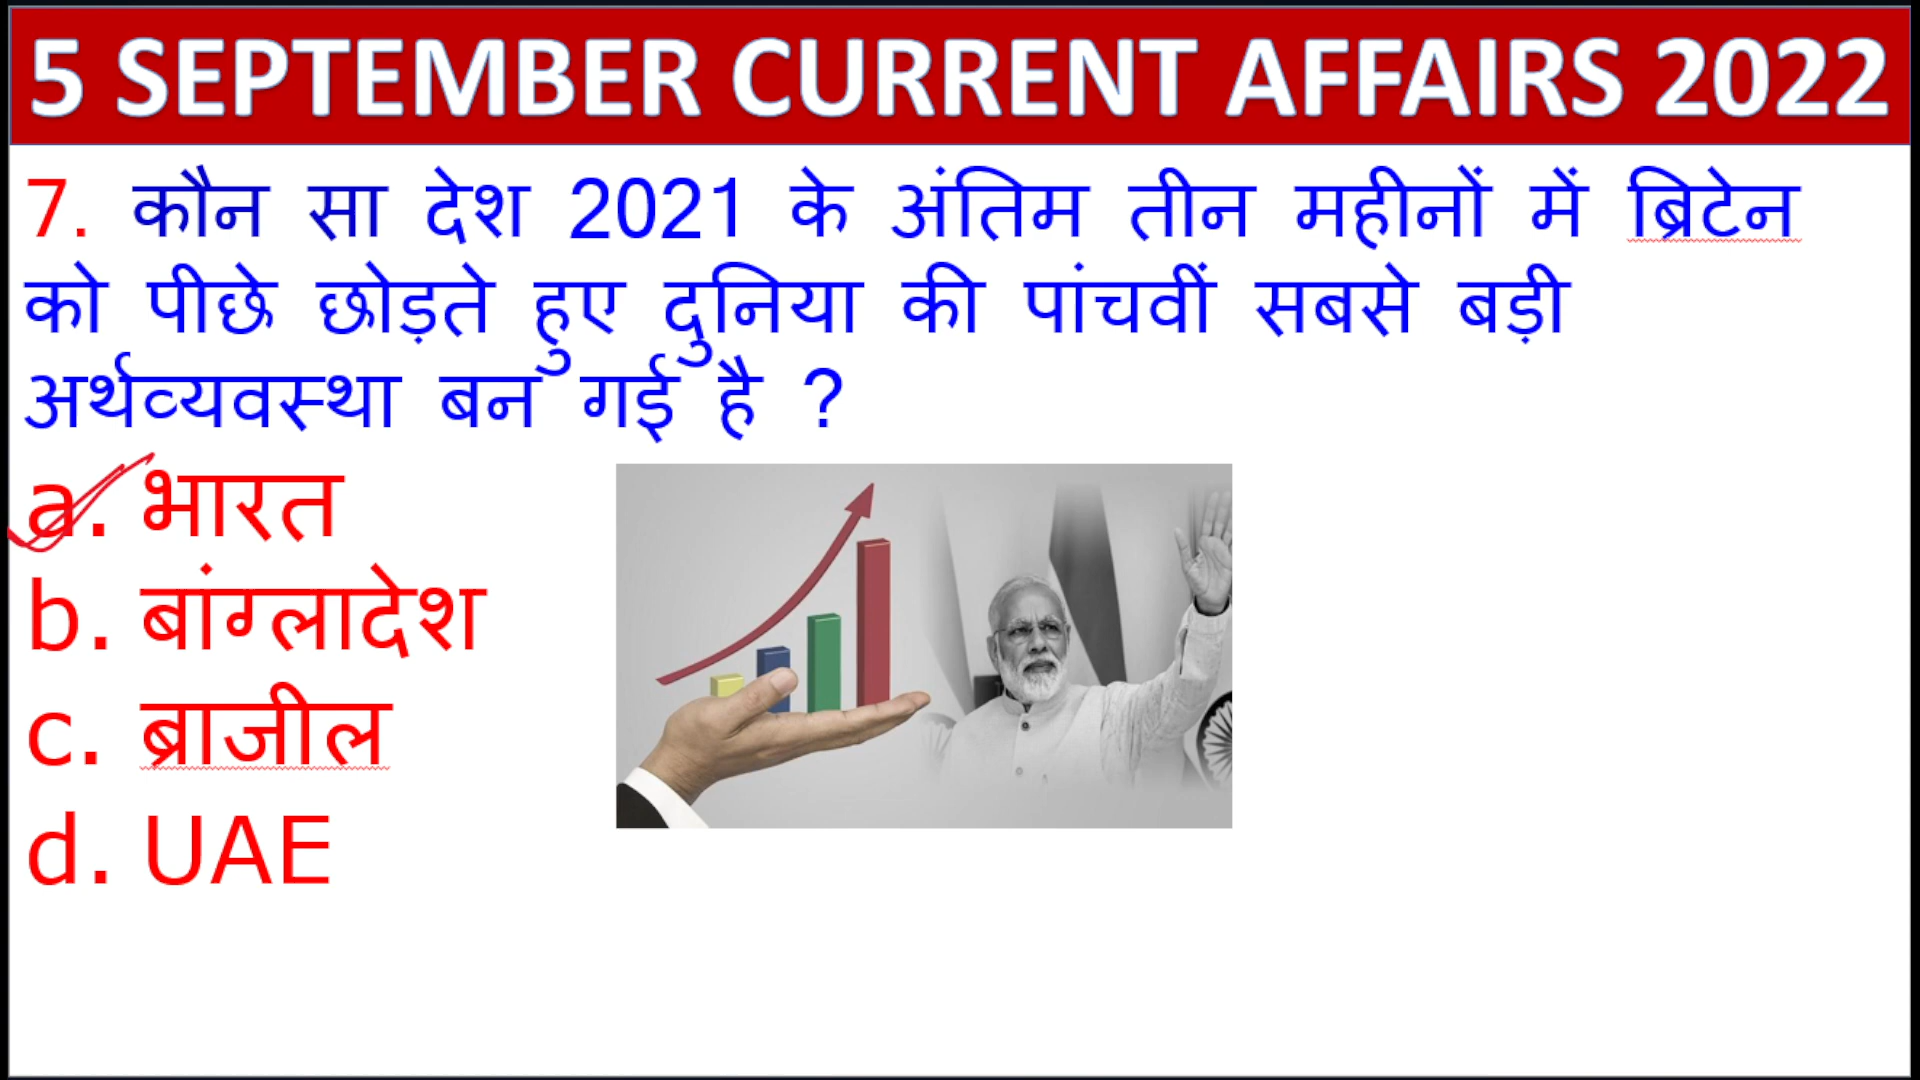 5 SEPTEMBER CURRENT AFFAIRS 2022
7. कौन सा देश 2021 के अंतिम तीन महीनों में ब्रिटेन
को पीछे छोड़ते हुए दुनिया की पांचवीं सबसे बड़ी
अर्थव्यवस्था बन गई है ?
a. भारत
b. बांग्लादेश
c. ब्राजील
d. UAE